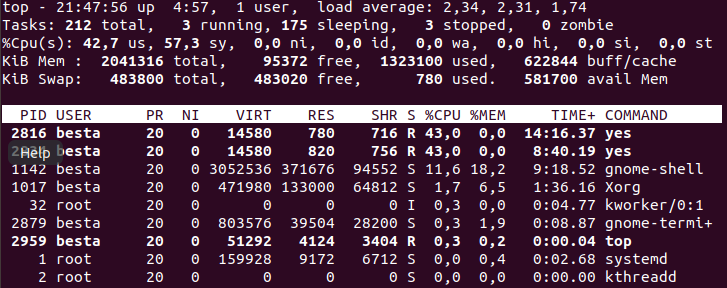 top - 21:47:56 up  4:57,  1 user,  load average: 2,34, 2,31, 1,74
Tasks: 212 total,   3 running, 175 sleeping,   3 stopped,   0 zombie
%Cpu(s): 42,7 us, 57,3 sy,  0,0 ni,  0,0 id,  0,0 wa,  0,0 hi,  0,0 si,  0,0 st
KiB Mem :  2041316 total,    95372 free,  1323100 used,   622844 buff/cache
KiB Swap:   483800 total,   483020 free,      780 used.   581700 avail Mem
PID USER PR NI VIRT RES SHR S %CPU %MEM TIME+ COMMAND
2816 besta 20 0 14580 780 716 R 43,0 0,0 14:16.37 yes
besta 20 0 14580 820 756 R 43,0 0,0 8:40.19 yes
Help
1142 besta 20 0 3052536 371676 94552 S 11,6 18,2 9:18.52 gnome-shell
1017 besta 20 0 471980 133000 64812 S 1,7 6,5 1:36.16 Xorg
32 root 20 0 0 0 0 I 0,3 0,0 0:04.77 kworker/0:1
2879 besta 20 0 803576 39504 28200 S 0,3 1,9 0:08.87 gnome-termi+
2959 besta 20 0 51292 4124 3404 R 0,3 0,2 0:00.04 top
1 root 20 0 159928 9172 6712 S 0,0 0,4 0:02.68 systemd
2 root 20 0 0 0 0 S 0,0 0,0 0:00.00 kthreadd